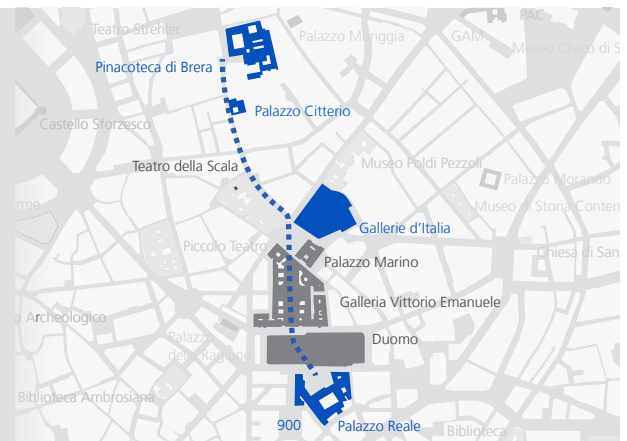 PAC
Teatro Strehler
Palazzo Moriggia
GAM
Museo Civico di S
Pinacoteca di Brera
Palazzo Citterio
Castello Sforzesco
Teatro della Scala
Museo Poldi Pezzoli
Palazzo Morando
erme
Museo di Storia Contem
Gallerie d'Italia
Piccolo Teatro
Chiesa di San
Palazzo Marino
Galleria Vittorio Emanuele
o Archeologico
Palazzo
della Ragione
Duomo
Biblioteca Ambrosiana
900
Palazzo Reale
Biblioteca